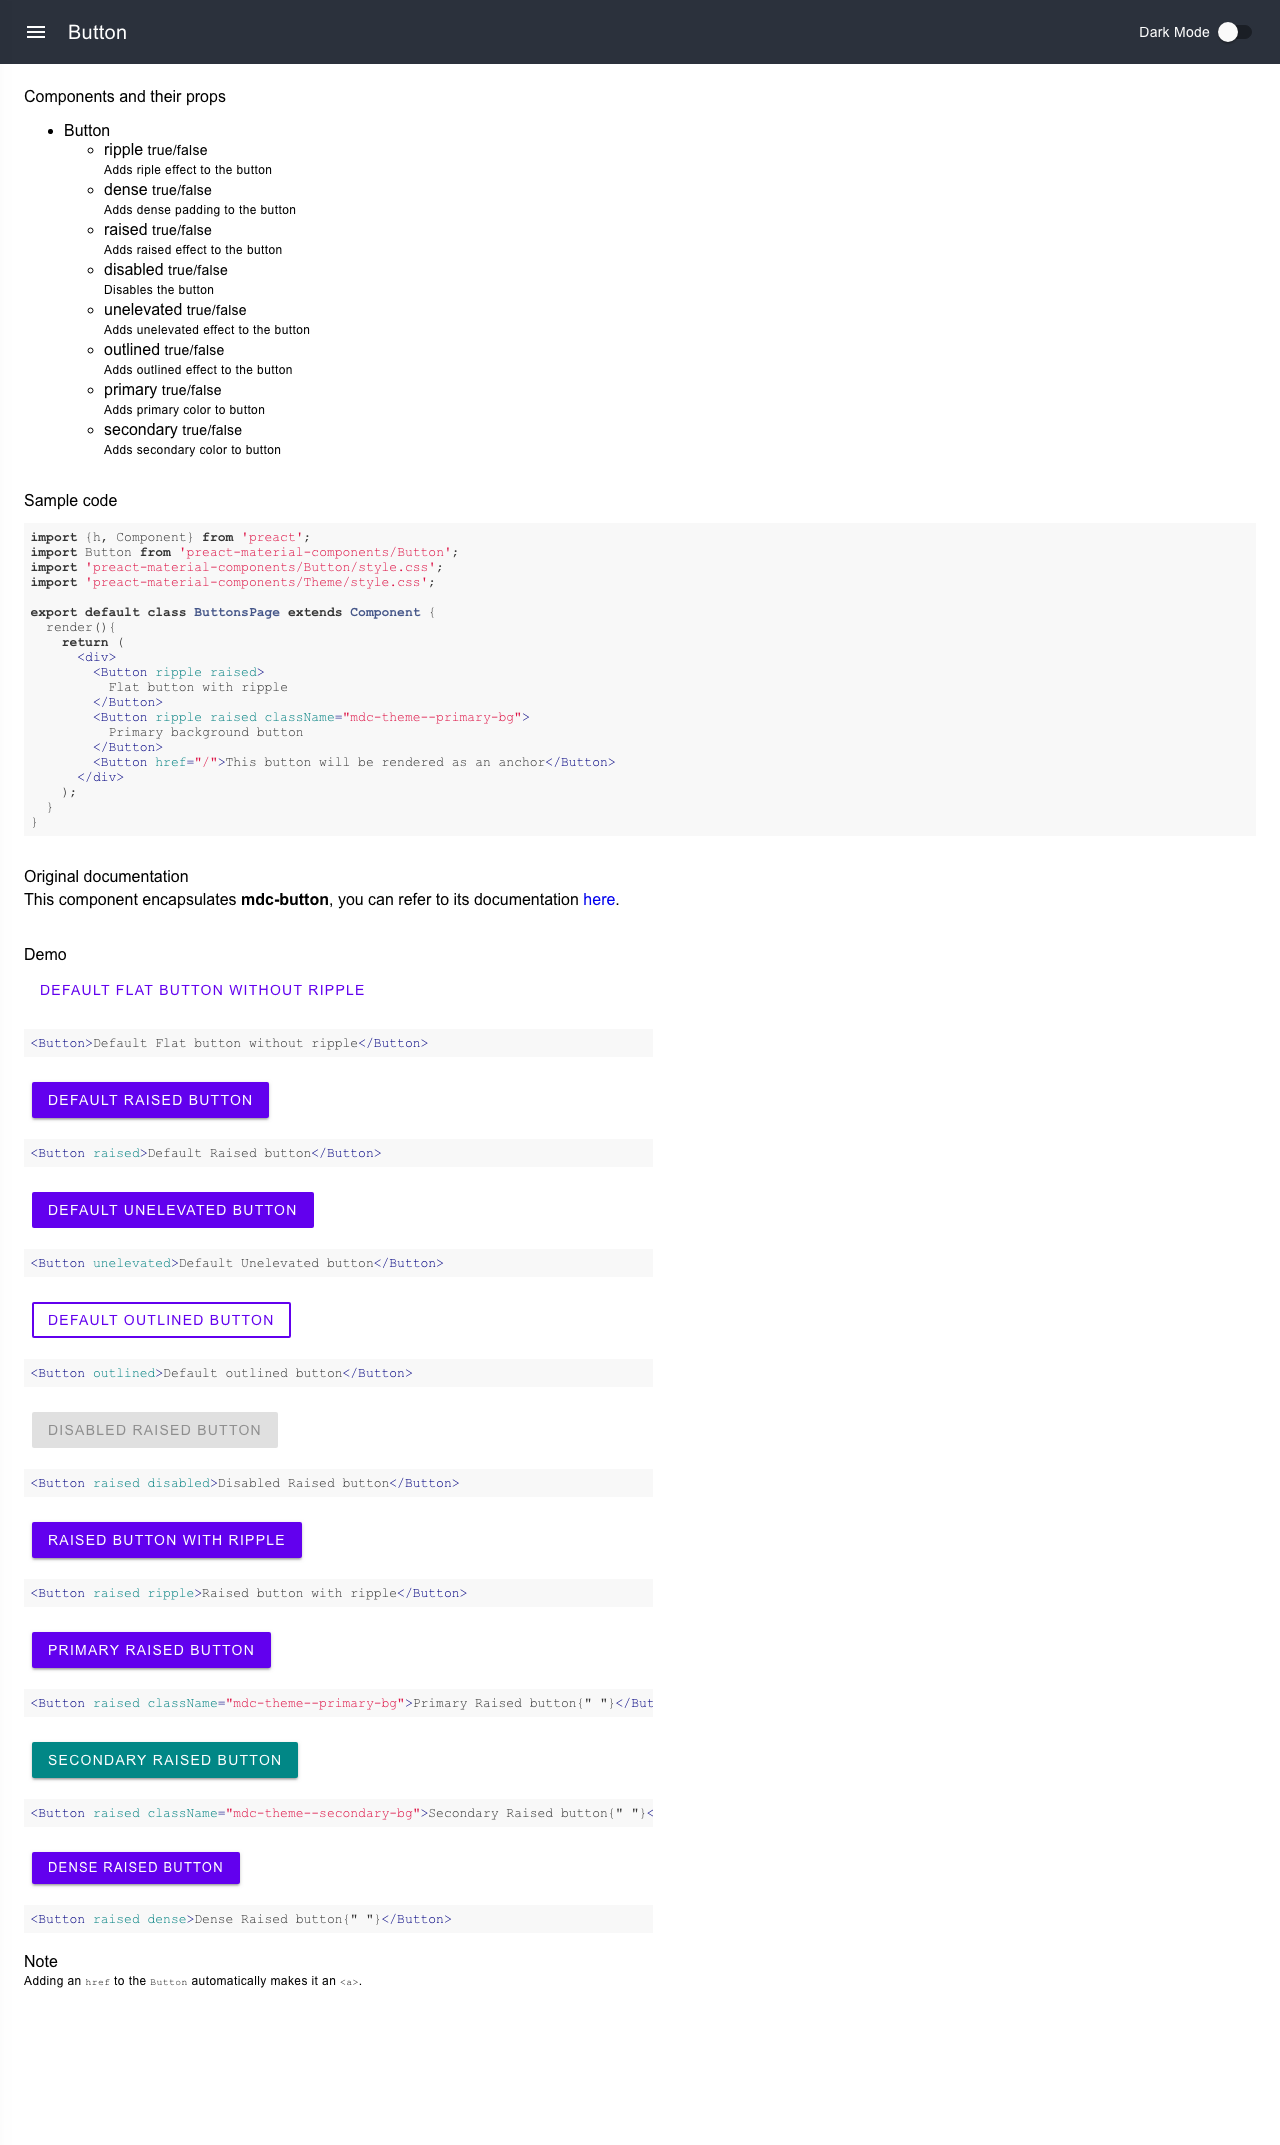 Button
Dark Mode
Components and their props
Button
ripple true/false
Adds riple effect to the button
dense true/false
Adds dense padding to the button
raised true/false
Adds raised effect to the button
disabled true/false
Disables the button
unelevated true/false
Adds unelevated effect to the button
outlined true/false
Adds outlined effect to the button
primary true/false
Adds primary color to button
secondary true/false
Adds secondary color to button
Sample code
import {h, Component} from 'preact';
import Button from 'preact-material-components/Button';
import 'preact-material-components/Button/style.css';
import 'preact-material-components/Theme/style.css';
export default class ButtonsPage extends Component {
render(){
return (
<div>
<Button ripple raised>
Flat button with ripple
</Button>
<Button ripple raised className="mdc-theme--primary-bg">
Primary background button
</Button>
<Button href="/">This button will be rendered as an anchor</Button>
</div>
);
}
}
Original documentation
This component encapsulates mdc-button, you can refer to its documentation here.
Demo
DEFAULT FLAT BUTTON WITHOUT RIPPLE
<Button>Default Flat button without ripple</Button>
DEFAULT RAISED BUTTON
<Button raised>Default Raised button</Button>
DEFAULT UNELEVATED BUTTON
<Button unelevated>Default Unelevated button</Button>
DEFAULT OUTLINED BUTTON
<Button outlined>Default outlined button</Button>
DISABLED RAISED BUTTON
<Button raised disabled>Disabled Raised button</Button>
RAISED BUTTON WITH RIPPLE
<Button raised ripple>Raised button with ripple</Button>
PRIMARY RAISED BUTTON
<Button raised className="mdc-theme--primary-bg">Primary Raised button{" "}</But
SECONDARY RAISED BUTTON
<Button raised className="mdc-theme--secondary-bg">Secondary Raised button{" "}<
DENSE RAISED BUTTON
<Button raised dense>Dense Raised button{" "}</Button>
Note
Adding an href to the Button automatically makes it an <a>.